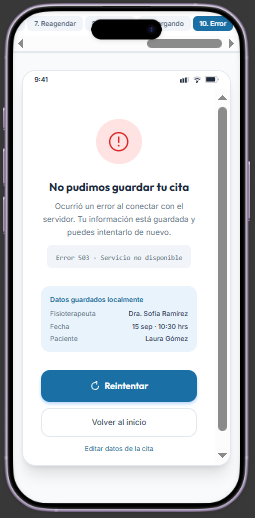 7. Reagendar
rgando
10. Error
9:41
No pudimos guardar tu cita
Ocurrió un error al conectar con el
servidor. Tu información está guardada y
puedes intentarlo de nuevo.
Error 503 · Servicio no disponible
Datos guardados localmente
Fisioterapeuta Dra. Sofía Ramírez
Fecha 15 sep · 10:30 hrs
Paciente Laura Gómez
Reintentar
Volver al inicio
Editar datos de la cita